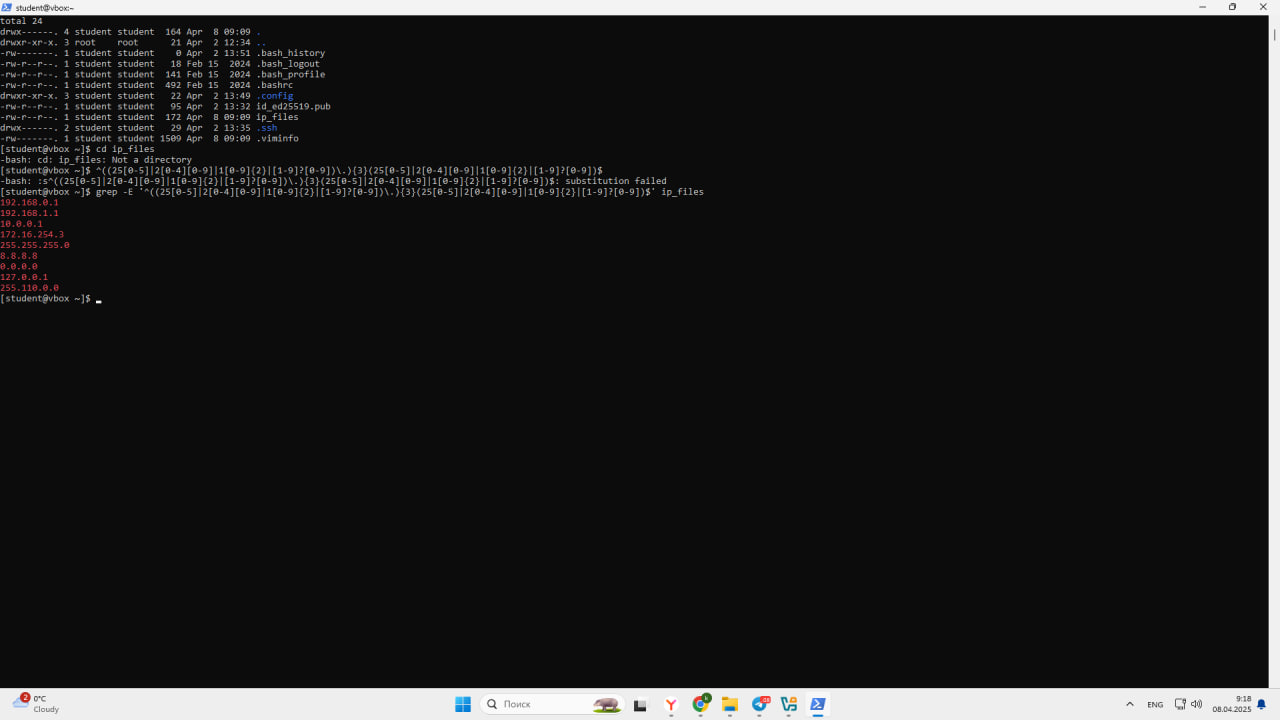 student@vbox:~
total 24
drwx------. 4 student student  164 Apr  8 09:09 .
drwxr-xr-x. 3 root    root      21 Apr  2 12:34 ..
-rw-------. 1 student student    0 Apr  2 13:51 .bash_history
-rw-r--r--. 1 student student   18 Feb 15  2024 .bash_logout
-rw-r--r--. 1 student student  141 Feb 15  2024 .bash_profile
-rw-r--r--. 1 student student  492 Feb 15  2024 .bashrc
drwxr-xr-x. 3 student student   22 Apr  2 13:49 .config
-rw-r--r--. 1 student student   95 Apr  2 13:32 id_ed25519.pub
-rw-r--r--. 1 student student  172 Apr  8 09:09 ip_files
drwx------. 2 student student   29 Apr  2 13:35 .ssh
-rw-------. 1 student student 1509 Apr  8 09:09 .viminfo
[student@vbox ~]$ cd ip_files
-bash: cd: ip_files: Not a directory
[student@vbox ~]$ ^((25[0-5]|2[0-4][0-9]|1[0-9]{2}|[1-9]?[0-9])\.){3}(25[0-5]|2[0-4][0-9]|1[0-9]{2}|[1-9]?[0-9])$
-bash: :s^((25[0-5]|2[0-4][0-9]|1[0-9]{2}|[1-9]?[0-9])\.){3}(25[0-5]|2[0-4][0-9]|1[0-9]{2}|[1-9]?[0-9])$: substitution failed
[student@vbox ~]$ grep -E '^((25[0-5]|2[0-4][0-9]|1[0-9]{2}|[1-9]?[0-9])\.){3}(25[0-5]|2[0-4][0-9]|1[0-9]{2}|[1-9]?[0-9])$' ip_files
192.168.0.1
192.168.1.1
10.0.0.1
172.16.254.3
255.255.255.0
8.8.8.8
0.0.0.0
127.0.0.1
255.110.0.0
[student@vbox ~]$
2
0°C
Cloudy
Поиск
ENG
9:18
08.04.2025